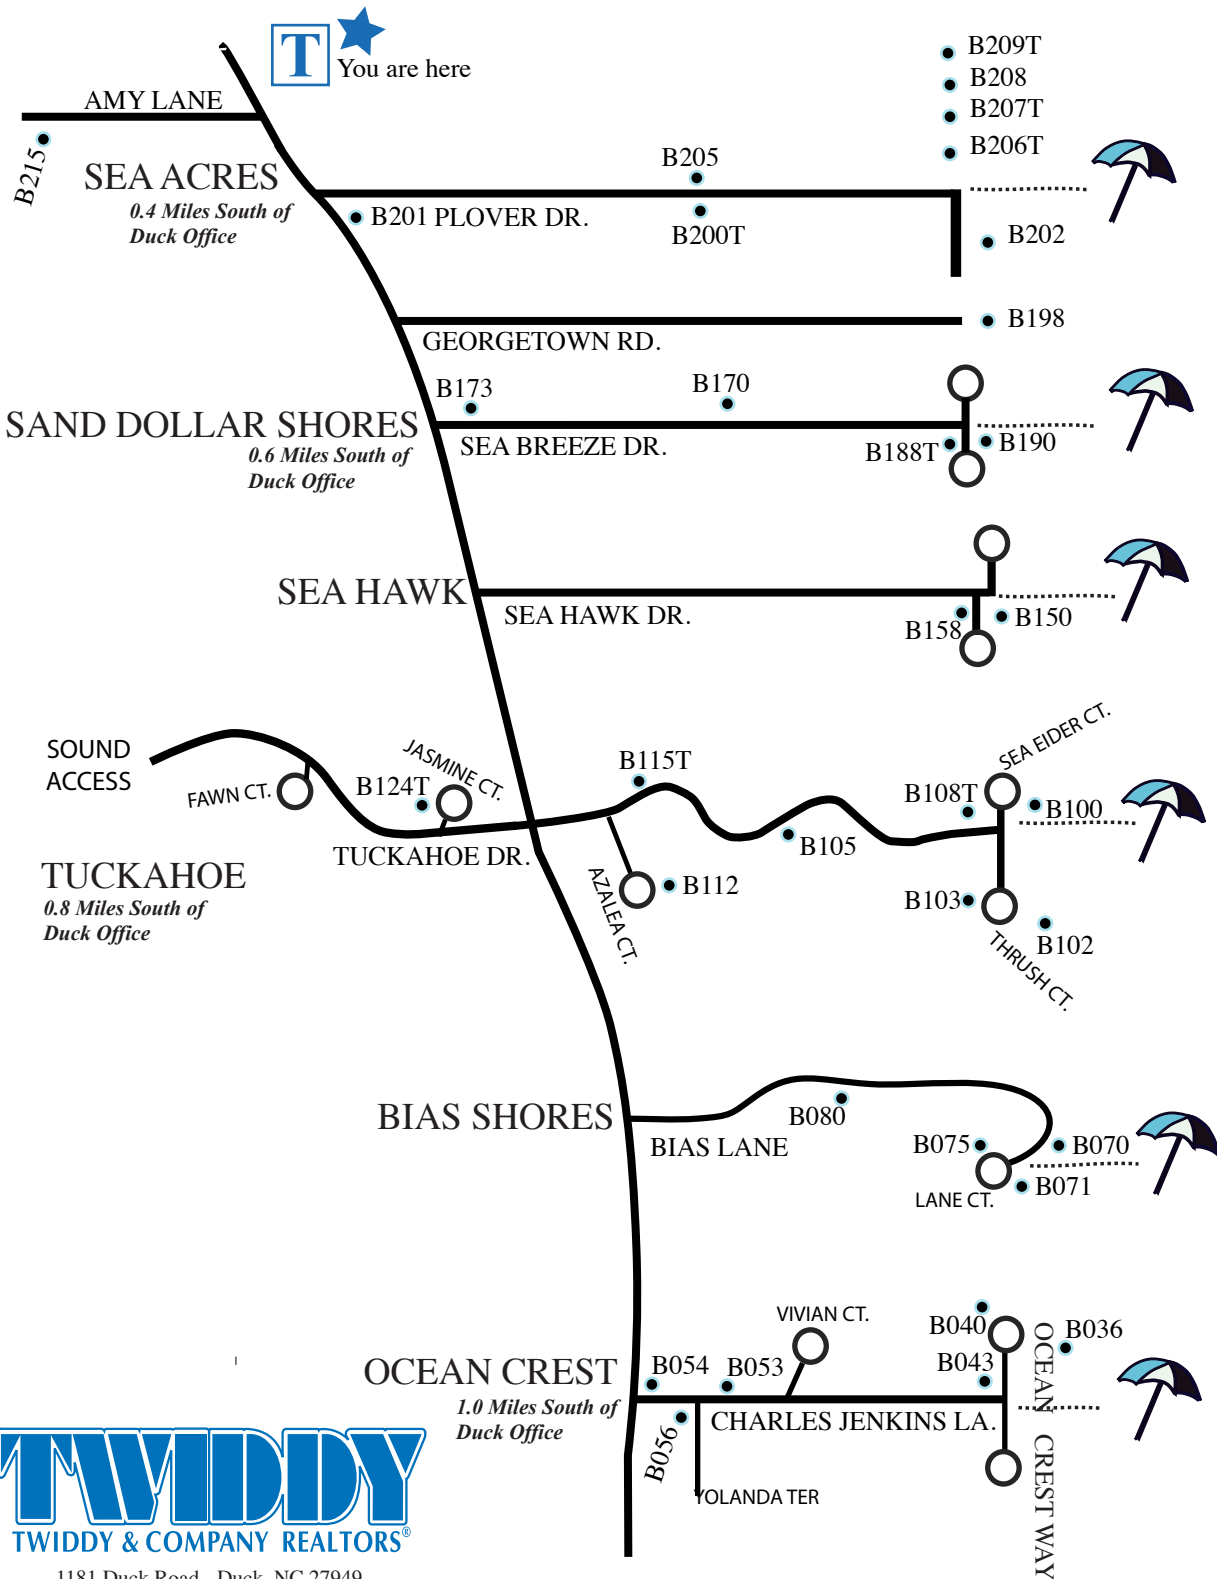 T
You are here
B209T
B208
B207T
B206T
AMY LANE
B215
SEA ACRES
0.4 Miles South of
Duck Office
B205
B201 PLOVER DR.
B200T
B202
GEORGETOWN RD.
B198
B173
B170
SAND DOLLAR SHORES
0.6 Miles South of
Duck Office
SEA BREEZE DR.
B188T
B190
SEA HAWK
SEA HAWK DR.
B158
B150
SOUND
ACCESS
FAWN CT.
B124T
JASMINE CT.
B115T
SEA EIDER CT.
B108T
B100
TUCKAHOE DR.
B105
TUCKAHOE
0.8 Miles South of
Duck Office
AZALEA CT.
B112
B103
B102
THRUSH CT.
BIAS SHORES
BIAS LANE
B080
B075
B070
B071
LANE CT.
VIVIAN CT.
B040
B036
B043
OCEAN CREST WAY
OCEAN CREST
1.0 Miles South of
Duck Office
B054
B053
B056
CHARLES JENKINS LA.
YOLANDA TER
TWIDDY
TWIDDY & COMPANY REALTORS®
1181 Duck Road Duck, NC 27949